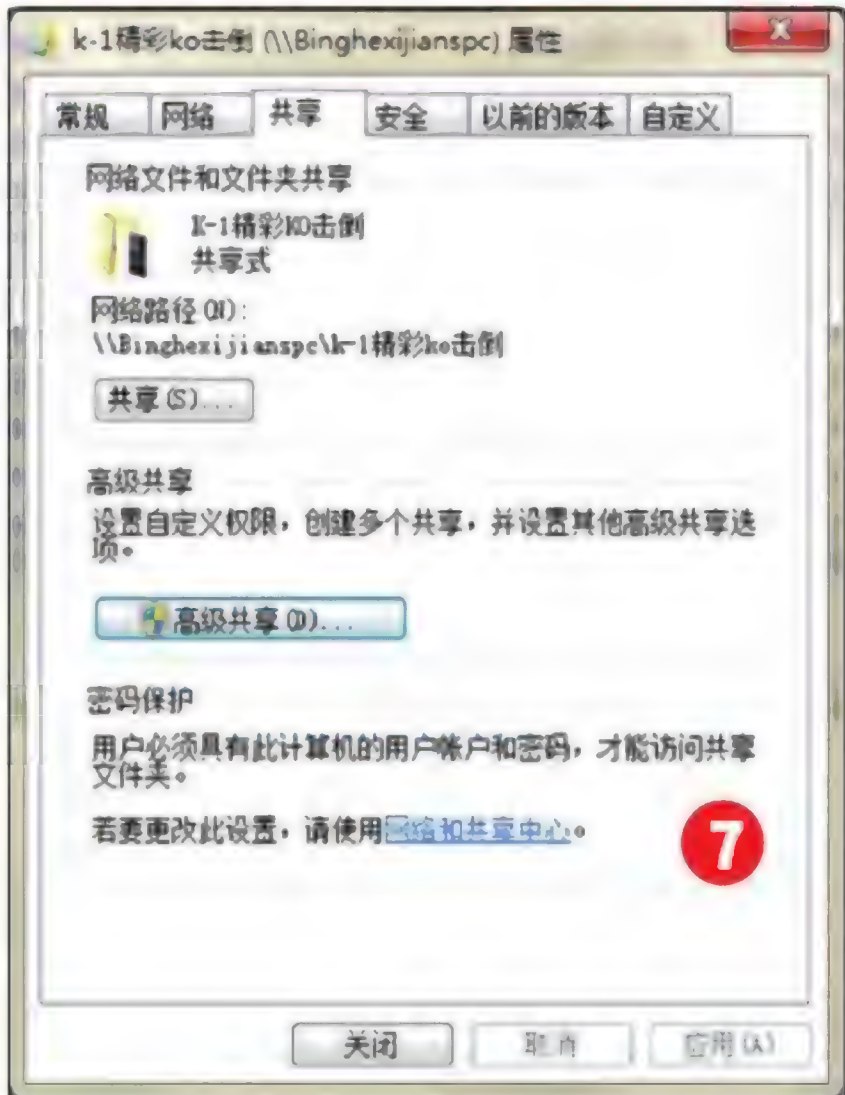 k-1精彩ko击倒 (\\Binghexijianspc) 属性
常规 网络 共享 安全 以前的版本 自定义
网络文件和文件夹共享
K-1精彩KO击倒
共享式
网络路径(N):
\\Binghexijianspc\k-1精彩ko击倒
共享(S)...
高级共享
设置自定义权限，创建多个共享，并设置其他高级共享选
项。
高级共享(D)...
密码保护
用户必须具有此计算机的用户帐户和密码，才能访问共享
文件夹。
若要更改此设置，请使用网络和共享中心。
7
关闭 取消 应用(A)